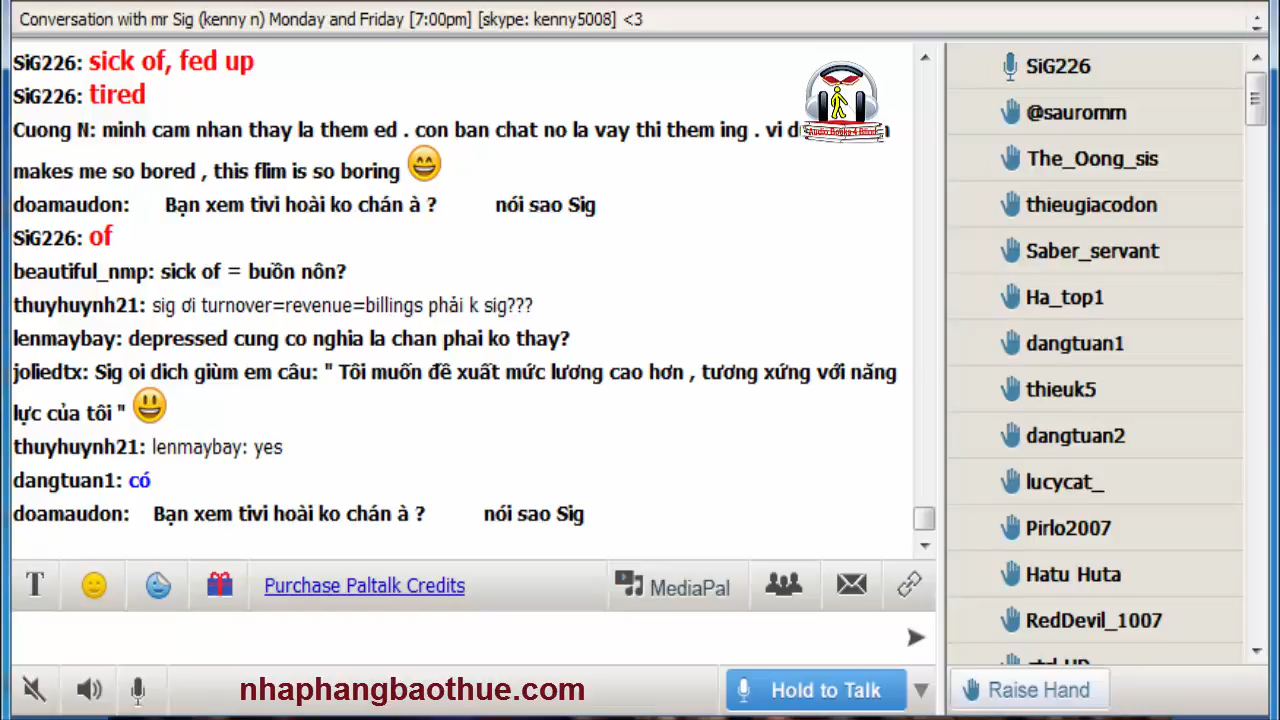 Conversation with mr Sig (kenny n) Monday and Friday [7:00pm] [skype: kenny5008] <3
SiG226: sick of, fed up
SiG226: tired
Cuong N: minh cam nhan thay la them ed . con ban chat no la vay thi them ing . vi
makes me so bored , this flim is so boring
doamaudon: Bạn xem tivi hoài ko chán à ? nói sao Sig
SiG226: of
beautiful_nmp: sick of = buồn nôn?
thuyhuynh21: sig ơi turnover=revenue=billings phải k sig???
lenmaybay: depressed cung co nghia la chan phai ko thay?
joliedtx: Sig oi dich giùm em câu: " Tôi muốn đề xuất mức lương cao hơn , tương xứng với năng
lực của tôi "
thuyhuynh21: lenmaybay: yes
dangtuan1: có
doamaudon: Bạn xem tivi hoài ko chán à ? nói sao Sig
Audio Books 4 Blind
T
Purchase Paltalk Credits
MediaPal
nhaphangbaothue.com
Hold to Talk
SiG226
@sauromm
The_Oong_sis
thieugiacodon
Saber_servant
Ha_top1
dangtuan1
thieuk5
dangtuan2
lucycat_
Pirlo2007
Hatu Huta
RedDevil_1007
Raise Hand